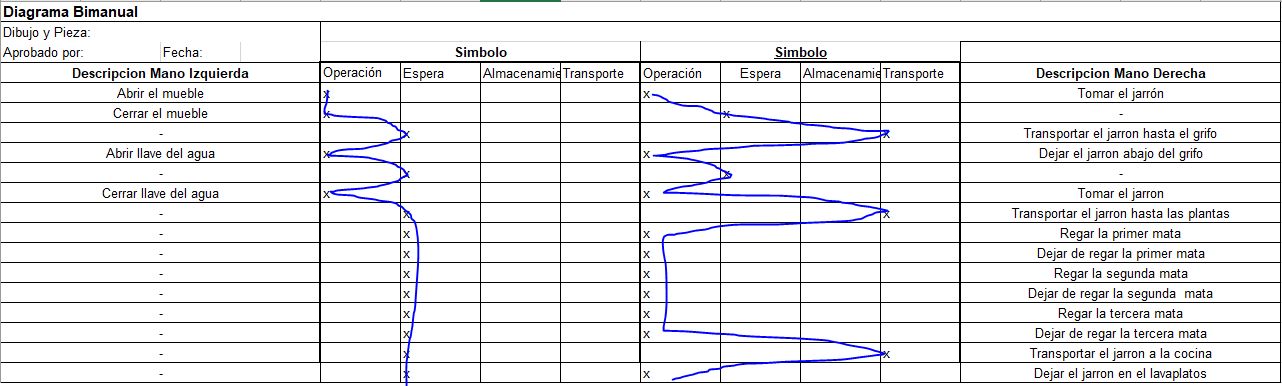 Diagrama Bimanual
Dibujo y Pieza:
Aprobado por: Fecha: Simbolo Simbolo
Descripcion Mano Izquierda Operación Espera Almacenamie Transporte Operación Espera Almacenamie Transporte Descripcion Mano Derecha
Abrir el mueble x x Tomar el jarrón
Cerrar el mueble x x -
- x x Transportar el jarron hasta el grifo
Abrir llave del agua x x Dejar el jarron abajo del grifo
- x x -
Cerrar llave del agua x x Tomar el jarron
- x x Transportar el jarron hasta las plantas
- x x Regar la primer mata
- x x Dejar de regar la primer mata
- x x Regar la segunda mata
- x x Dejar de regar la segunda mata
- x x Regar la tercera mata
- x x Dejar de regar la tercera mata
- x x Transportar el jarron a la cocina
- x x Dejar el jarron en el lavaplatos